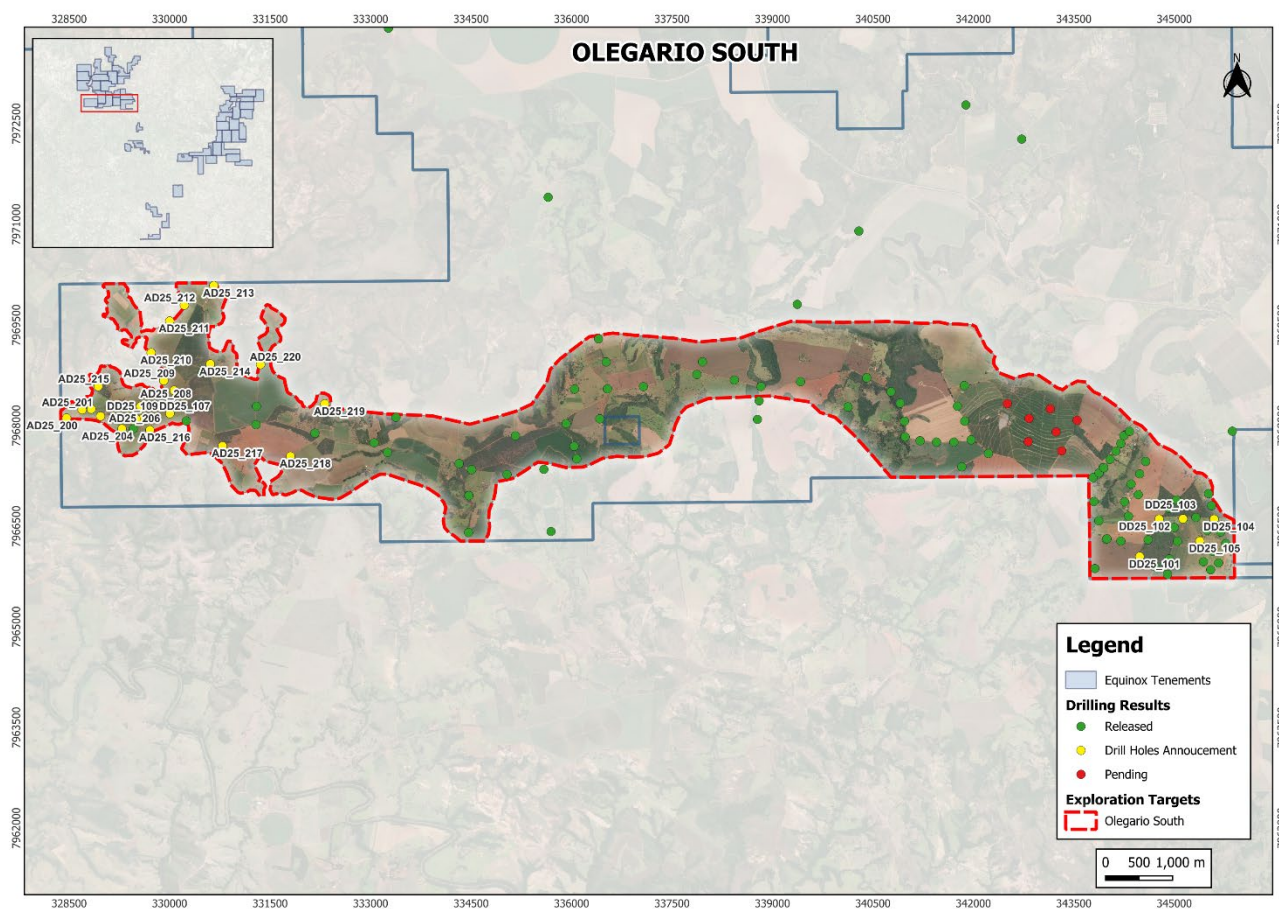 328500 330000 331500 333000 334500 336000 337500 339000 340500 342000 343500 345000
OLEGARIO SOUTH
N
7972500
7971000
7969500
7968000
7966500
7965000
7963500
7962000
AD25_213
AD25_212
AD25_211
AD25_210
AD25_220
AD25_214
AD25_209
AD25_215
AD25_208
AD25_201
DD25_109
DD25_107
AD25_219
AD25_200
AD25_206
AD25_204
AD25_216
AD25_217
AD25_218
DD25_103
DD25_102
DD25_104
DD25_105
DD25_101
Legend
Equinox Tenements
Drilling Results
Released
Drill Holes Annoucement
Pending
Exploration Targets
Olegario South
0 500 1,000 m
328500 330000 331500 333000 334500 336000 337500 339000 340500 342000 343500 345000